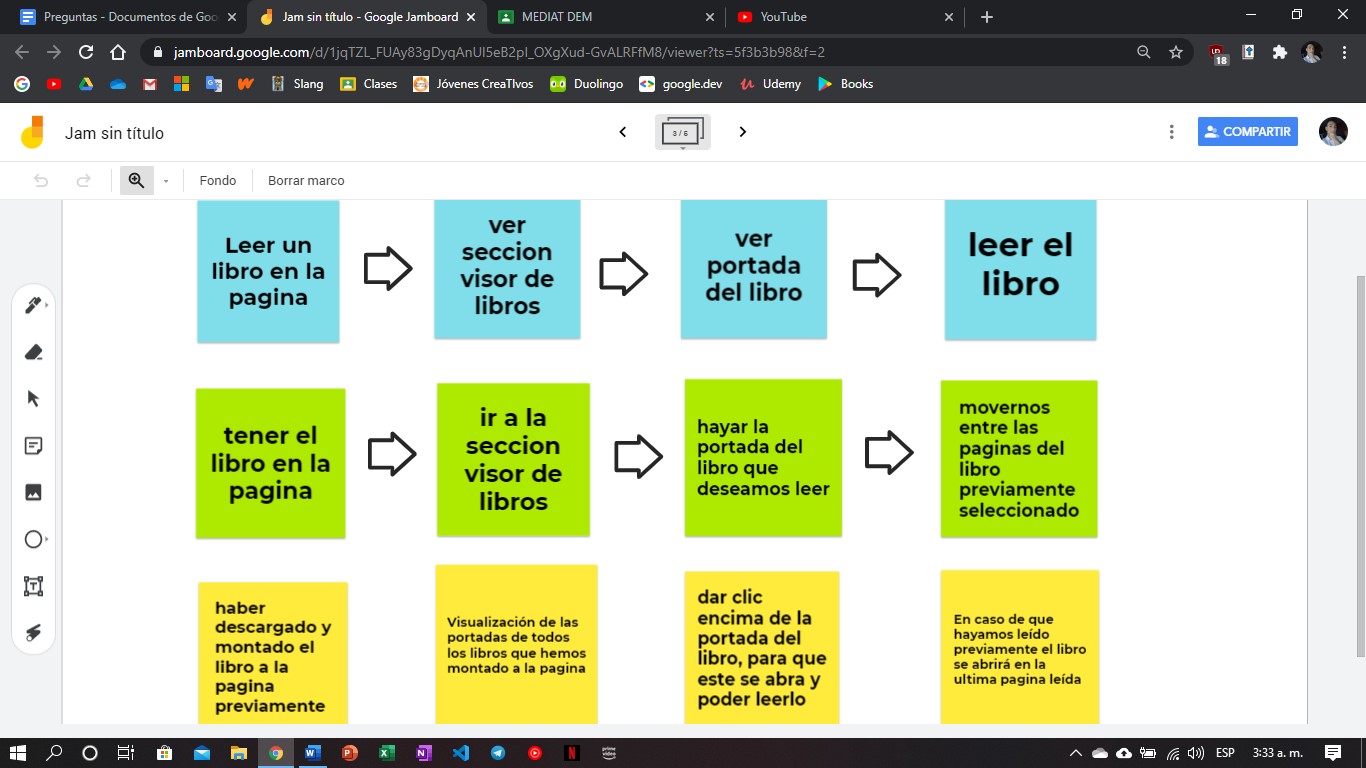 Preguntas - Documentos de Goo
Jam sin título - Google Jamboard
MEDIAT DEM
YouTube
jamboard.google.com/d/1jqTZL_FUAy83gDyqAnUI5eB2pI_OXgXud-GvALRFfM8/viewer?ts=5f3b3b98&f=2
18
Slang
Clases
Jóvenes CreaTIvos
Duolingo
google.dev
Udemy
Books
Jam sin título
3 / 5
COMPARTIR
Fondo
Borrar marco
Leer un
libro en la
pagina
ver
seccion
visor de
libros
ver
portada
del libro
leer el
libro
tener el
libro en la
pagina
ir a la
seccion
visor de
libros
hayar la
portada del
libro que
deseamos leer
movernos
entre las
paginas del
libro
previamente
seleccionado
haber
descargado y
montado el
libro a la
pagina
previamente
Visualización de las
portadas de todos
los libros que hemos
montado a la pagina
dar clic
encima de la
portada del
libro, para que
este se abra y
poder leerlo
En caso de que
hayamos leído
previamente el libro
se abrirá en la
ultima pagina leída
ESP
3:33 a. m.